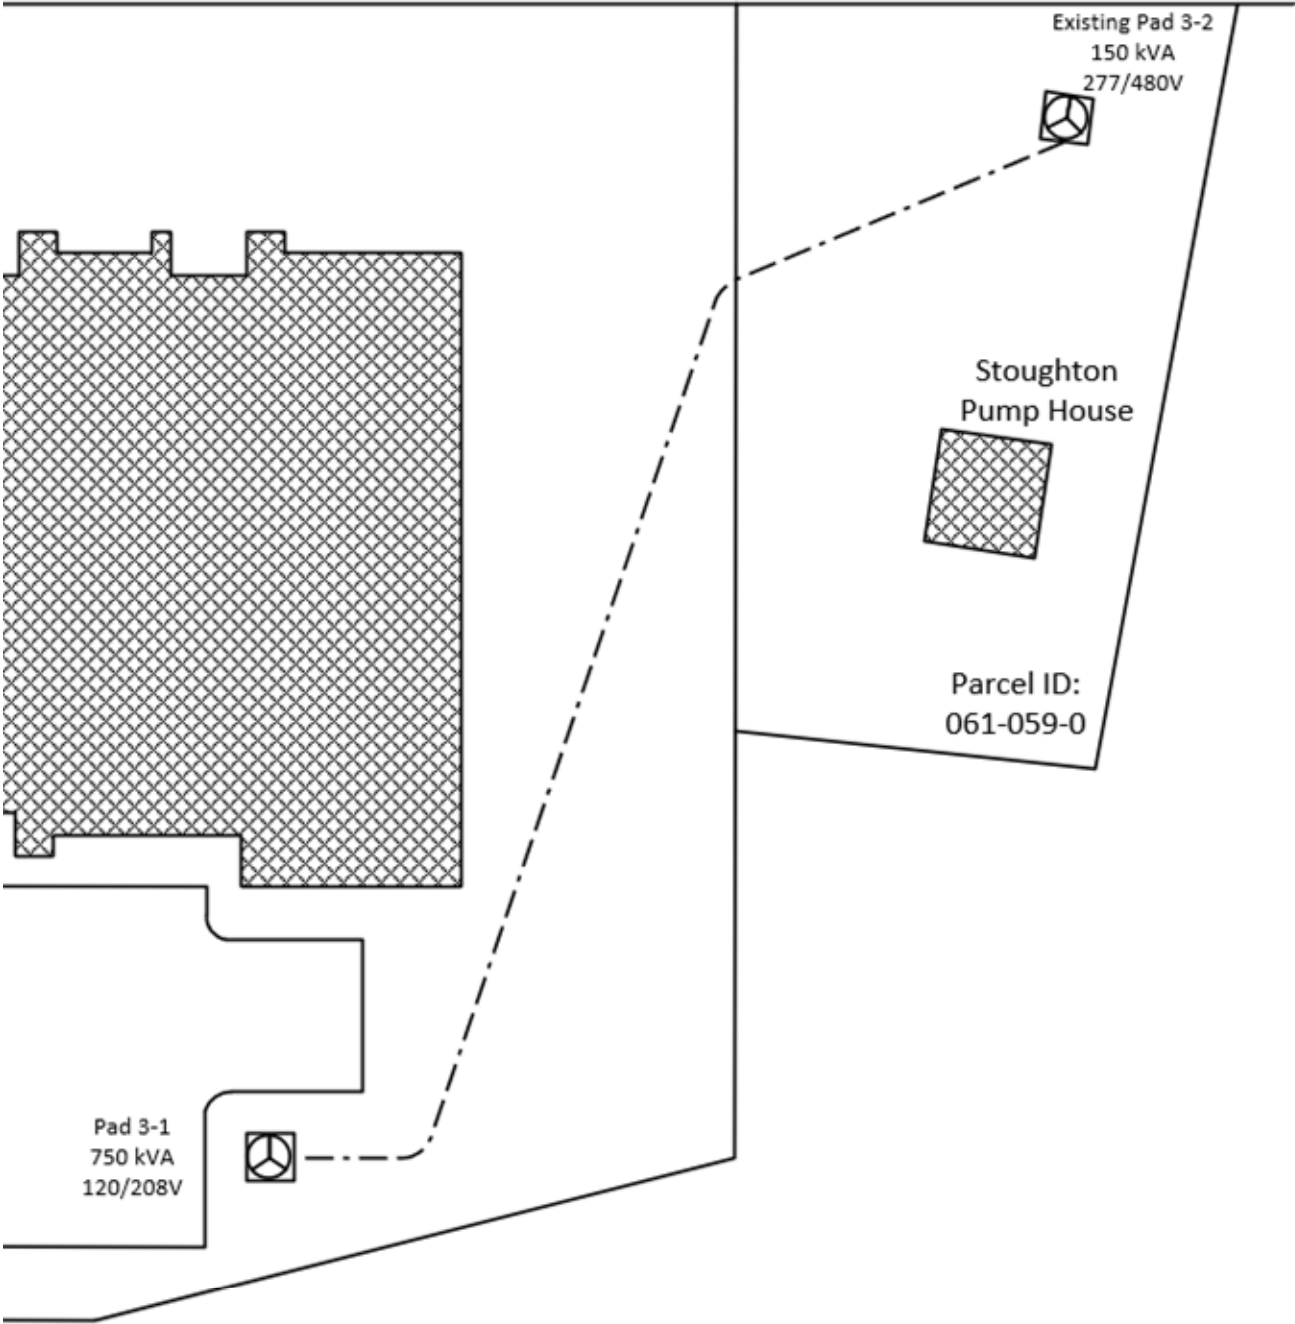 Existing Pad 3-2
150 kVA
277/480V
Stoughton
Pump House
Parcel ID:
061-059-0
Pad 3-1
750 kVA
120/208V